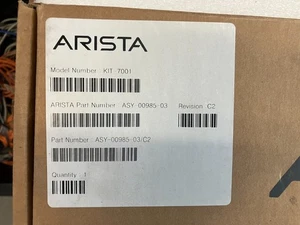 ARISTA
Model Number : KIT-7001
ARISTA Part Number : ASY-00985-03 Revision: C2
Part Number : ASY-00985-03/C2
Quantity : 1